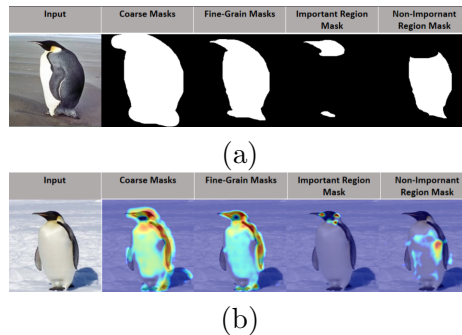 Input Coarse Masks Fine-Grain Masks Important Region Non-Impornant
Mask Region Mask
(a)
Input Coarse Masks Fine-Grain Masks Important Region Non-Impornant
Mask Region Mask
(b)